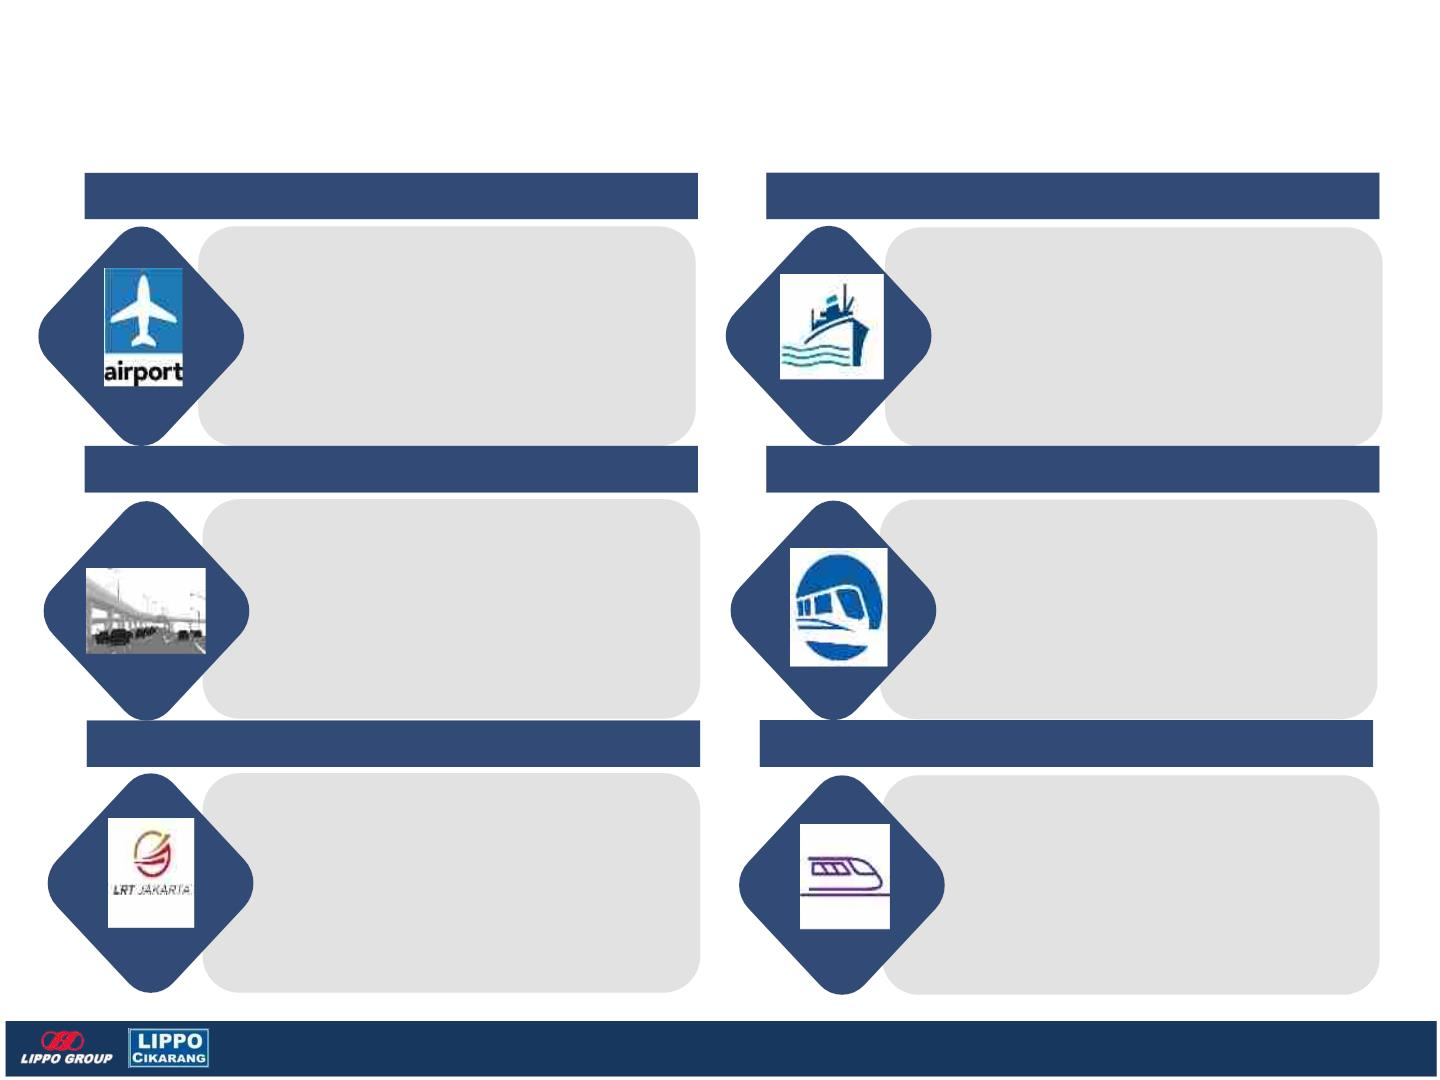 airport
LRT JAKARTA
LIPPO GROUP
LIPPO
CIKARANG